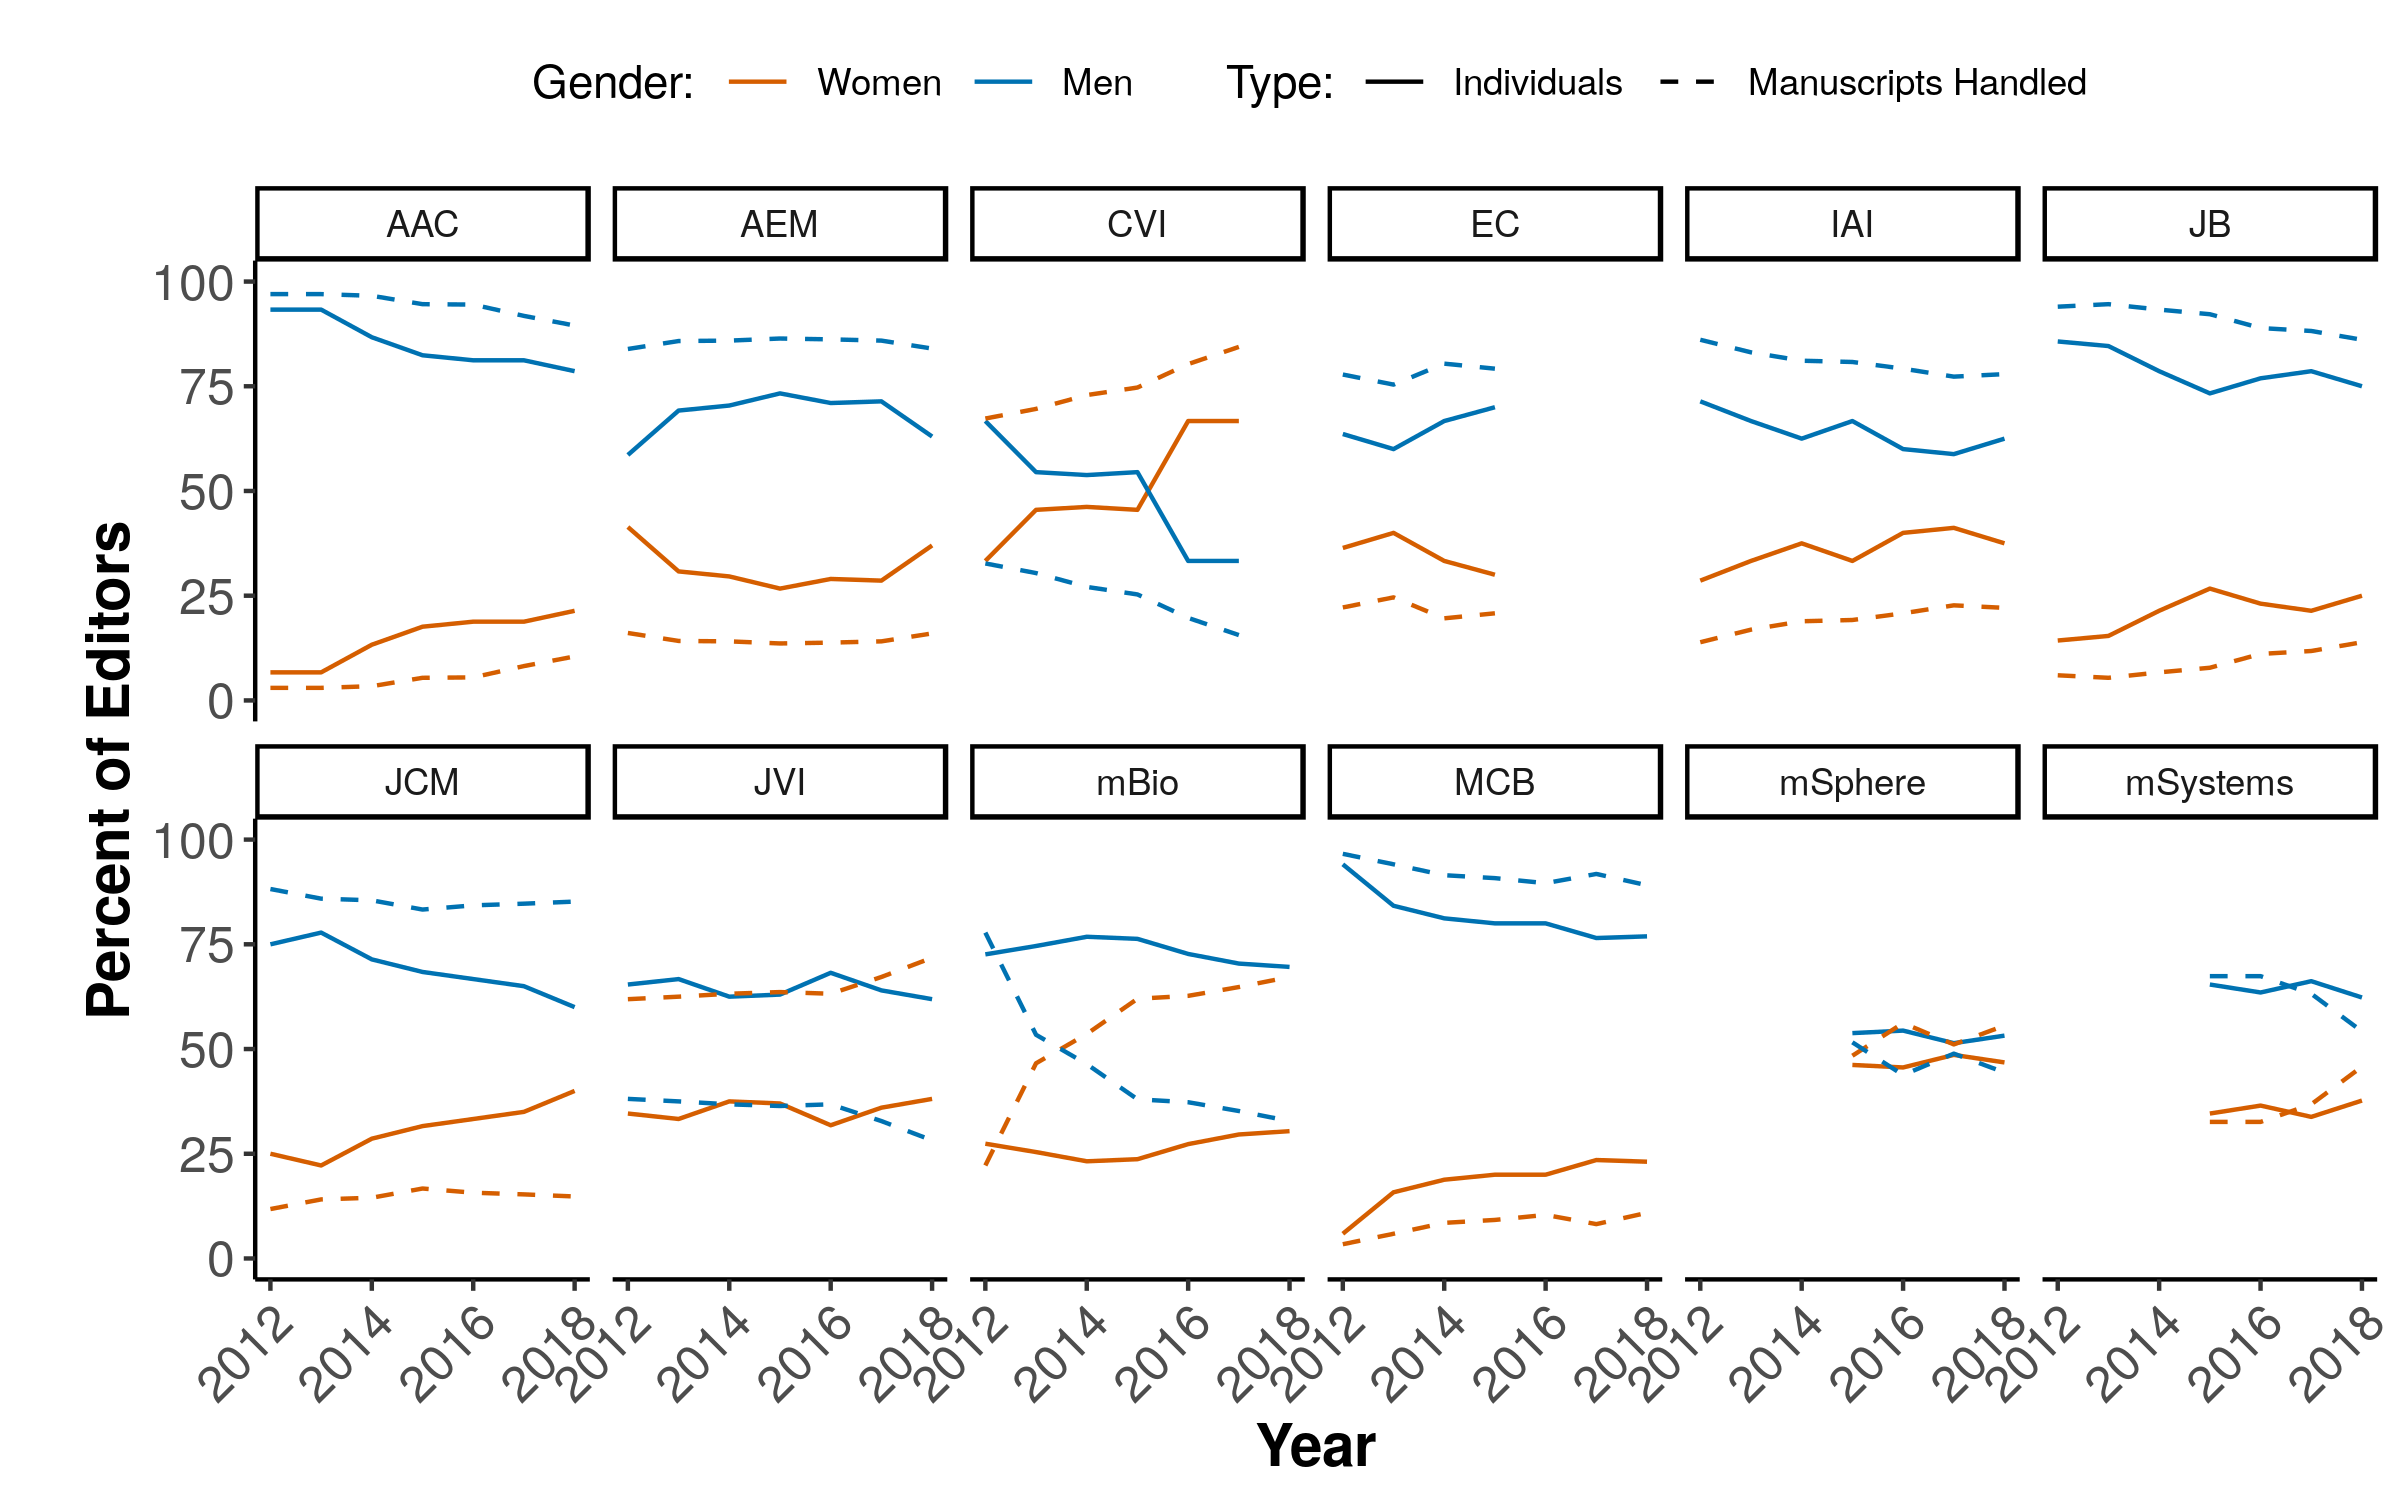 Gender: Women Men Type: Individuals Manuscripts Handled
AAC AEM CVI EC IAI JB
100
75
50
25
0
Percent of Editors
JCM JVI mBio MCB mSphere mSystems
100
75
50
25
0
2012 2014 2016 2018 2012 2014 2016 2018 2012 2014 2016 2018 2012 2014 2016 2018 2012 2014 2016 2018 2012 2014 2016 2018
Year